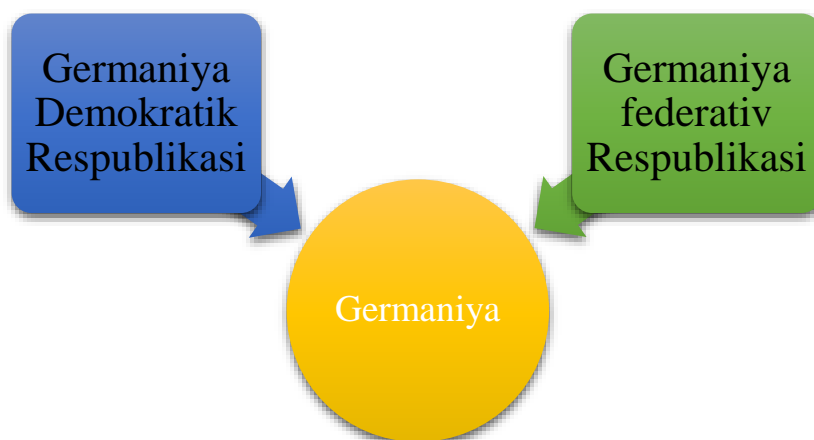 Germaniya
Demokratik
Respublikasi
Germaniya
federativ
Respublikasi
Germaniya